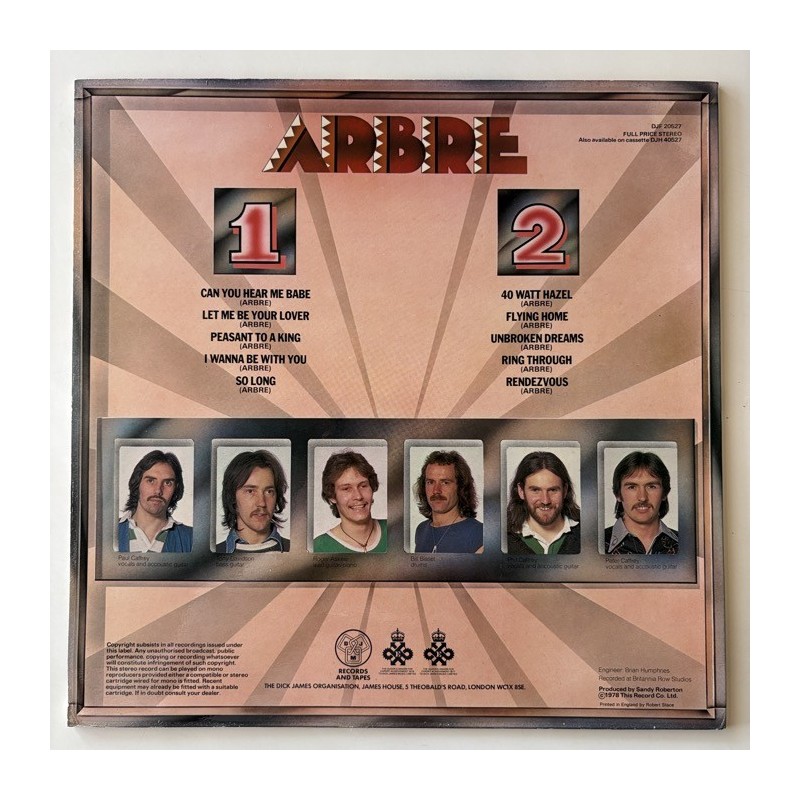 ARBRE
DJF 20527
FULL PRICE STEREO
Also available on cassette DJH 40527
1
CAN YOU HEAR ME BABE
(ARBRE)
LET ME BE YOUR LOVER
(ARBRE)
PEASANT TO A KING
(ARBRE)
I WANNA BE WITH YOU
(ARBRE)
SO LONG
(ARBRE)
2
40 WATT HAZEL
(ARBRE)
FLYING HOME
(ARBRE)
UNBROKEN DREAMS
(ARBRE)
RING THROUGH
(ARBRE)
RENDEZVOUS
(ARBRE)
Paul Caffrey
vocals and acoustic guitar
bass guitar
drums
Caffrey
vocals and acoustic guitar
Peter Caffrey
vocals and acoustic guitar
Copyright subsists in all recordings issued under
this label. Any unauthorised broadcast, public
performance, copying or recording whatsoever
will constitute infringement of such copyright.
This stereo record can be played on mono
reproducers provided either a compatible or stereo
cartridge wired for mono is fitted. Recent
equipment may already be fitted with a suitable
cartridge. If in doubt consult your dealer.
RECORDS
AND TAPES
THE DICK JAMES ORGANISATION, JAMES HOUSE, 5 THEOBALD'S ROAD, LONDON WC1X 8SE.
Engineer: Brian Humphries
Recorded at Britannia Row Studios
Produced by Sandy Roberton
℗1978 This Record Co. Ltd.
Printed in England by Robert Stace